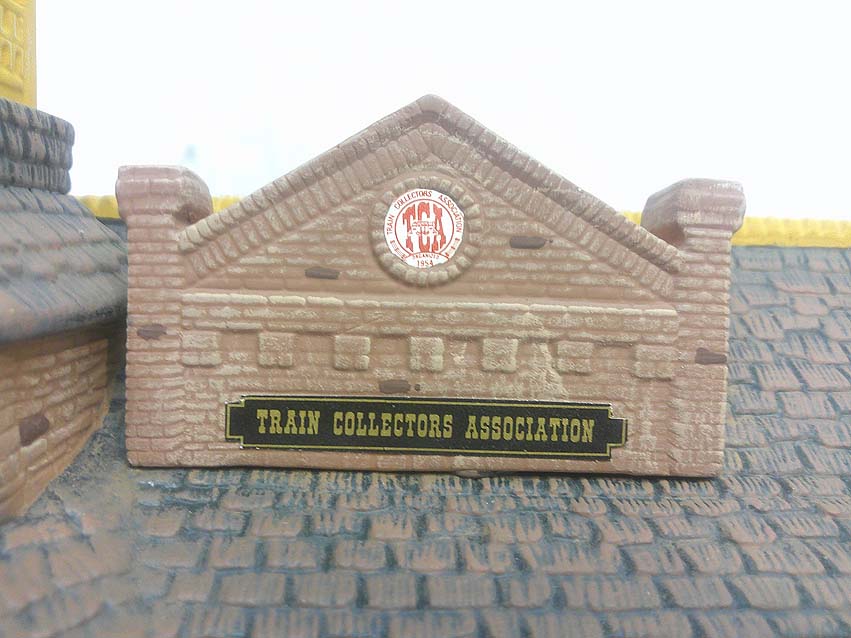 TRAIN COLLECTORS ASSOCIATION
TCA
1954
TRAIN COLLECTORS ASSOCIATION